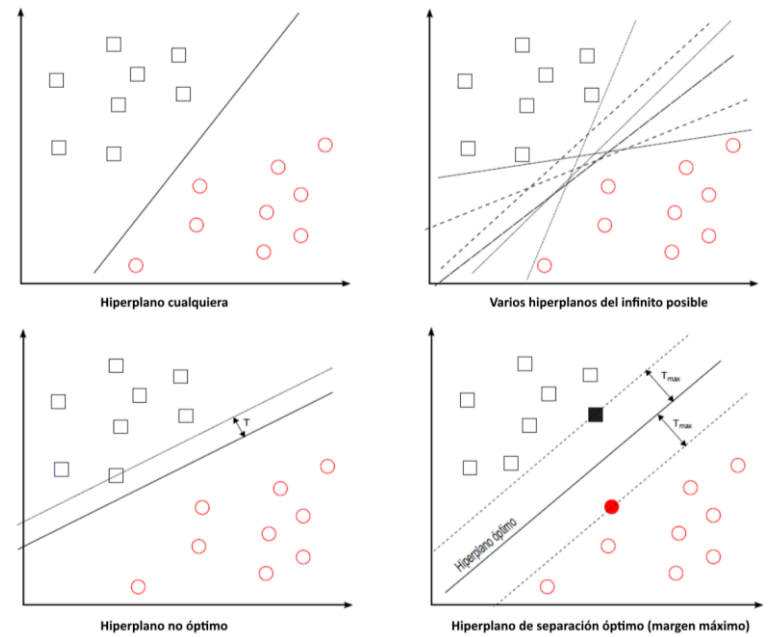 Hiperplano cualquiera
Varios hiperplanos del infinito posible
T
Hiperplano no óptimo
Tmax
Tmax
Hiperplano óptimo
Hiperplano de separación óptimo (margen máximo)